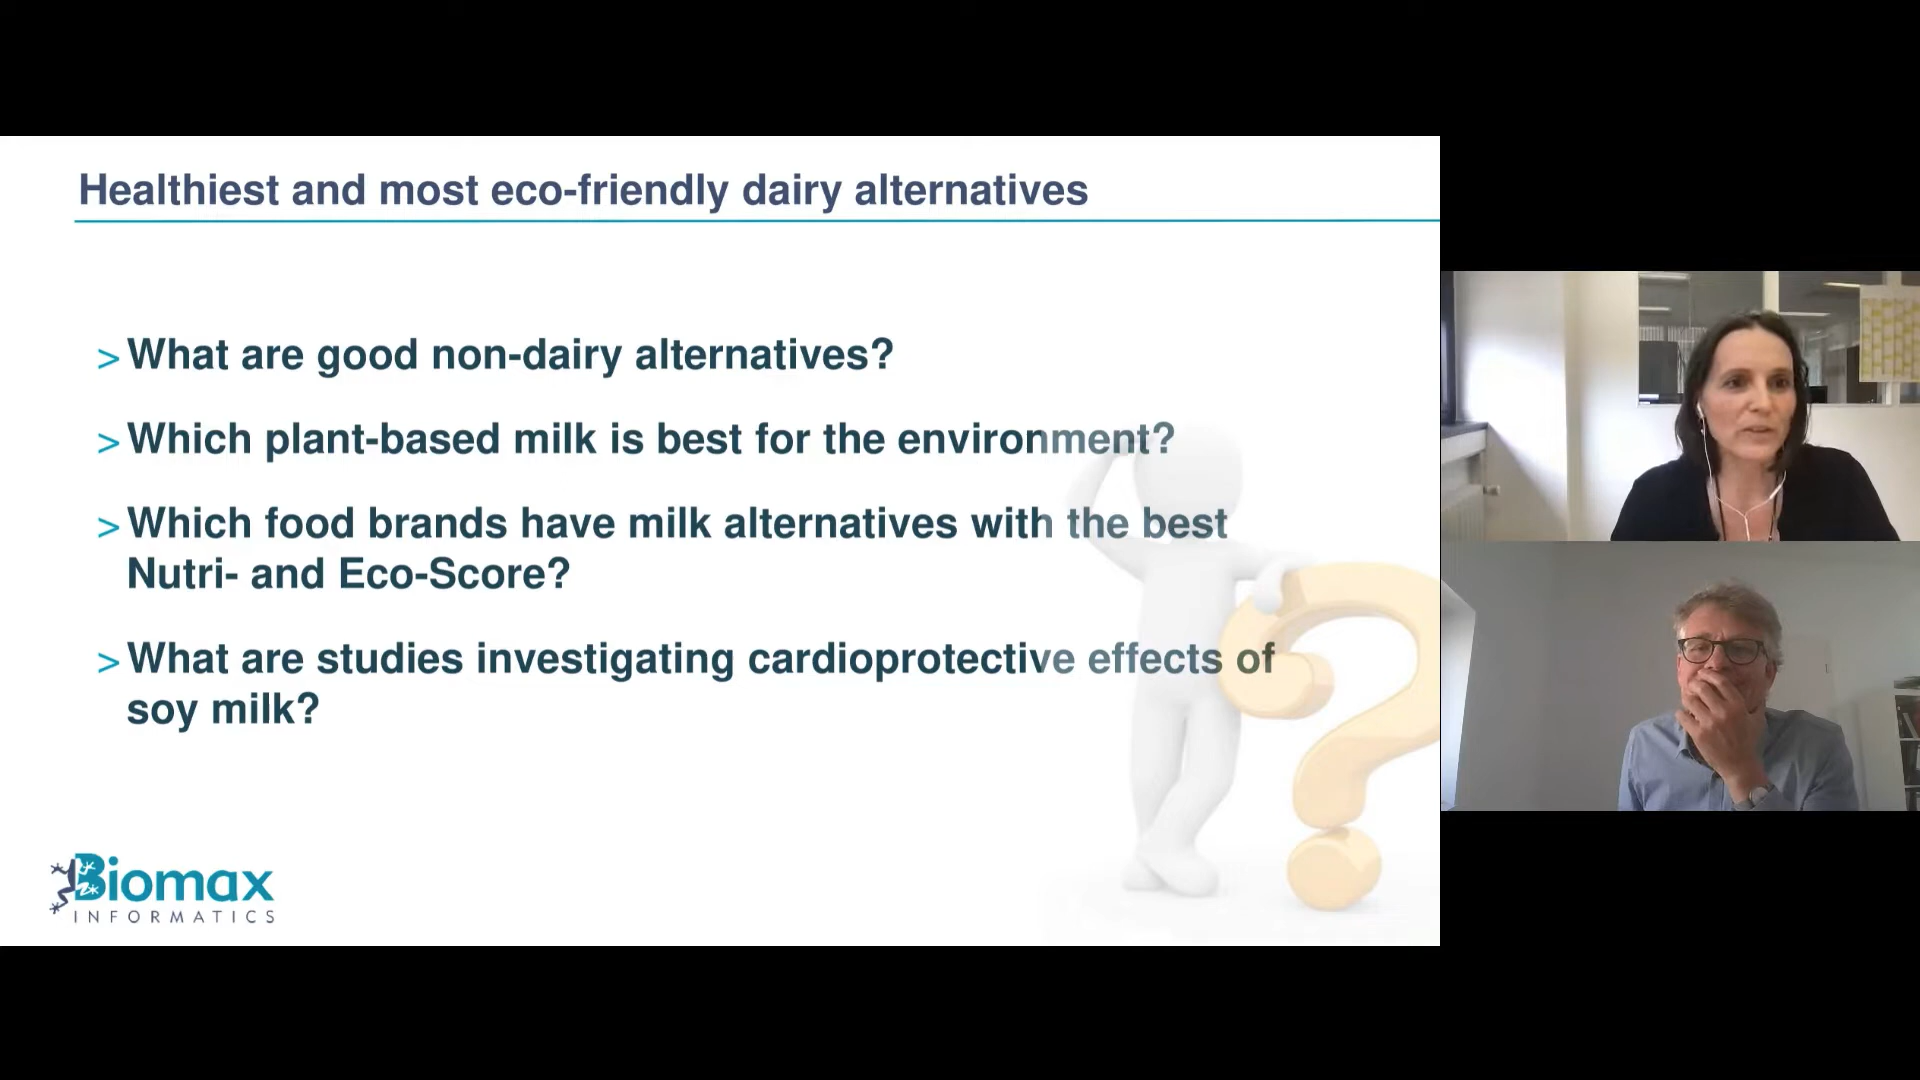 Healthiest and most eco-friendly dairy alternatives
> What are good non-dairy alternatives?
> Which plant-based milk is best for the environment?
> Which food brands have milk alternatives with the best
Nutri- and Eco-Score?
> What are studies investigating cardioprotective effects of
soy milk?
Biomax
INFORMATICS